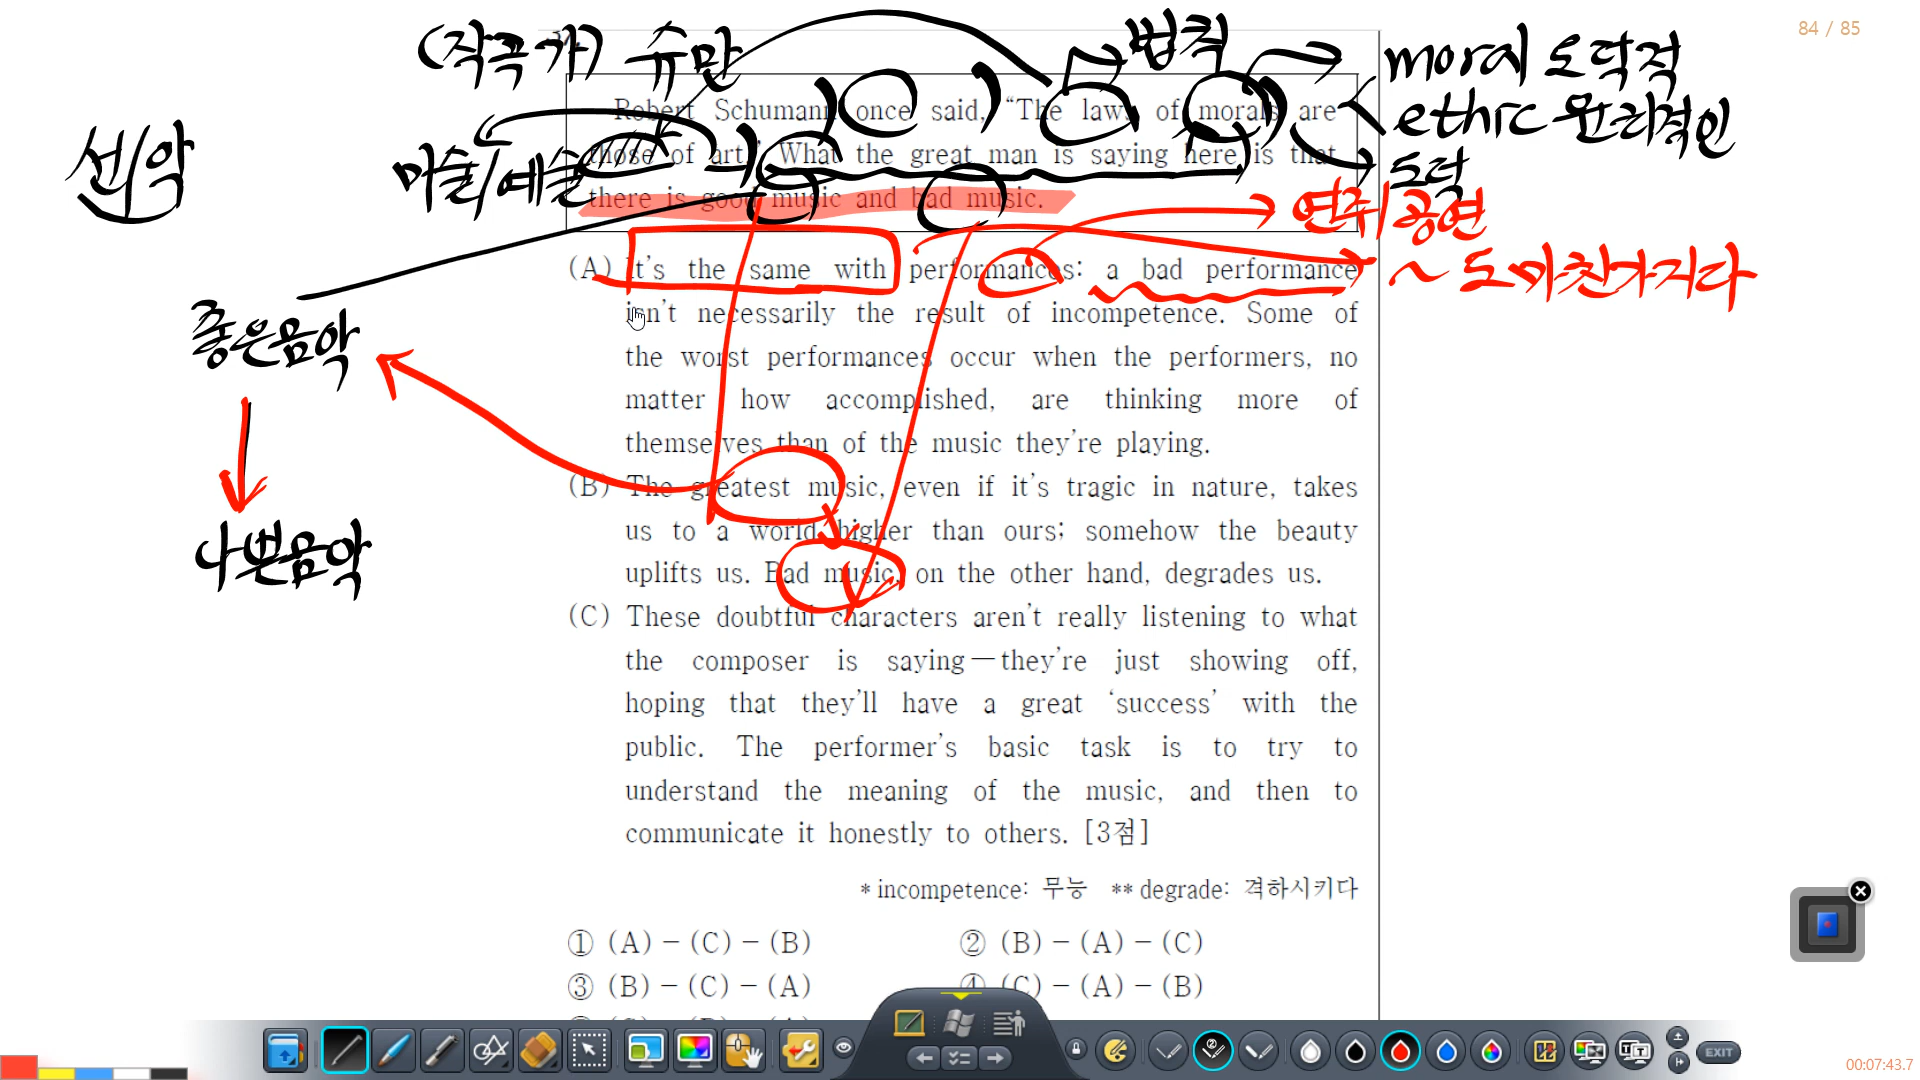 84 / 85
(작곡가) 슈만
법칙
moral 도덕적
ethic 윤리적인
도덕
선/악
미술/예술
Robert Schumann once said, “The laws of morals are
those of art.” What the great man is saying here is that
there is good music and bad music.
연주/공연
~도 마찬가지다
(A) It’s the same with performances: a bad performance
isn’t necessarily the result of incompetence. Some of
the worst performances occur when the performers, no
matter how accomplished, are thinking more of
themselves than of the music they’re playing.
좋은음악
나쁜음악
(B) The greatest music, even if it’s tragic in nature, takes
us to a world higher than ours; somehow the beauty
uplifts us. Bad music, on the other hand, degrades us.
(C) These doubtful characters aren’t really listening to what
the composer is saying — they’re just showing off,
hoping that they’ll have a great ‘success’ with the
public. The performer’s basic task is to try to
understand the meaning of the music, and then to
communicate it honestly to others. [3점]
* incompetence: 무능 ** degrade: 격하시키다
① (A) − (C) − (B) ② (B) − (A) − (C)
③ (B) − (C) − (A) ④ (C) − (A) − (B)
EXIT
00:07:43.7